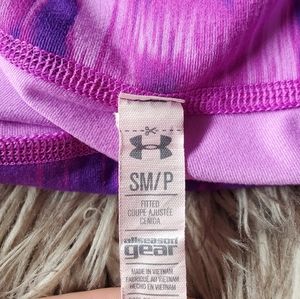 SM/P
FITTED
COUPE AJUSTÉE
CEÑIDA
allseason
gear
MADE IN VIETNAM
FABRIQUÉ AU VIETNAM
HECHO EN VIETNAM